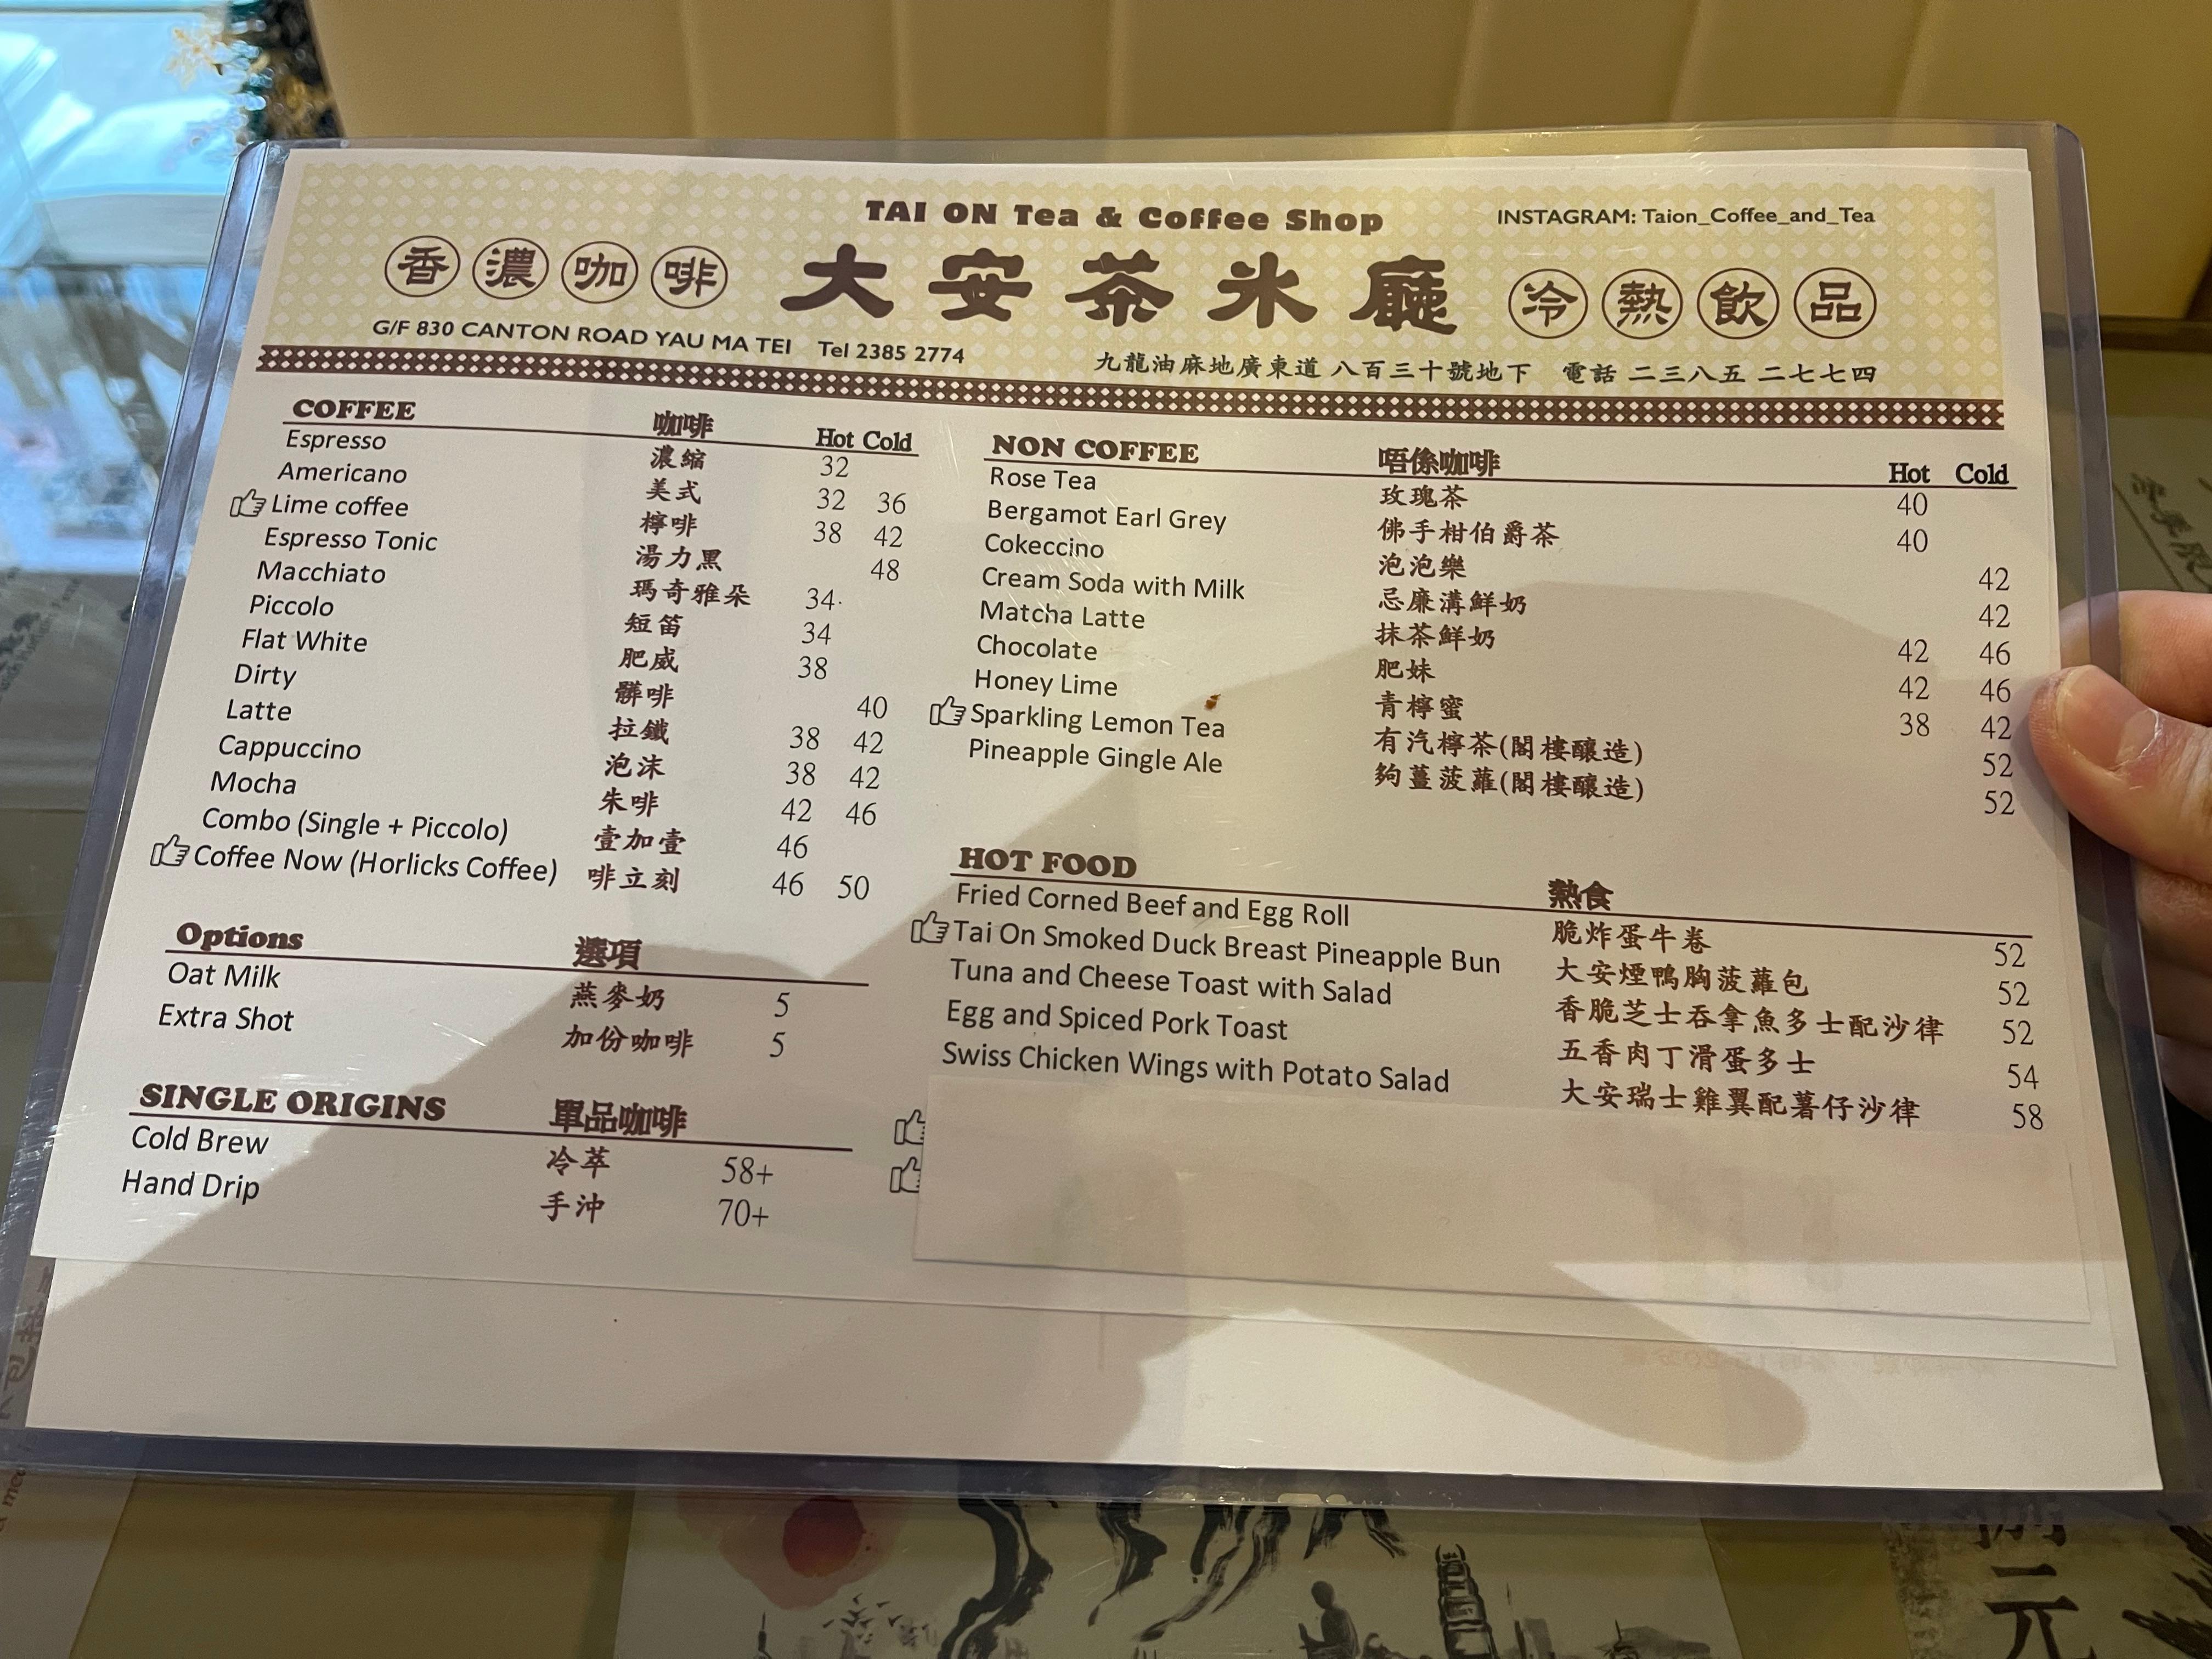 TAI ON Tea & Coffee Shop
INSTAGRAM: Taion_Coffee_and_Tea
香濃咖啡 大安茶氷廳 冷熱飲品
G/F 830 CANTON ROAD YAU MA TEI Tel 2385 2774
九龍油麻地廣東道 八百三十號地下 電話 二三八五 二七七四
COFFEE 咖啡 Hot Cold
Espresso 濃縮 32
Americano 美式 32 36
Lime coffee 檸啡 38 42
Espresso Tonic 湯力黑 48
Macchiato 瑪奇雅朵 34
Piccolo 短笛 34
Flat White 肥威 38
Dirty 髒啡 40
Latte 拉鐵 38 42
Cappuccino 泡沫 38 42
Mocha 朱啡 42 46
Combo (Single + Piccolo) 壹加壹 46
Coffee Now (Horlicks Coffee) 啡立刻 46 50
Options 選項
Oat Milk 燕麥奶 5
Extra Shot 加份咖啡 5
SINGLE ORIGINS 單品咖啡
Cold Brew 冷萃 58+
Hand Drip 手沖 70+
NON COFFEE 唔係咖啡 Hot Cold
Rose Tea 玫瑰茶 40
Bergamot Earl Grey 佛手柑伯爵茶 40
Cokeccino 泡泡樂 42
Cream Soda with Milk 忌廉溝鮮奶 42
Matcha Latte 抹茶鮮奶 42 46
Chocolate 肥妹 42 46
Honey Lime 青檸蜜 38 42
Sparkling Lemon Tea 有汽檸茶(閣樓釀造) 52
Pineapple Gingle Ale 夠薑菠蘿(閣樓釀造) 52
HOT FOOD 熱食
Fried Corned Beef and Egg Roll 脆炸蛋牛卷 52
Tai On Smoked Duck Breast Pineapple Bun 大安煙鴨胸菠蘿包 52
Tuna and Cheese Toast with Salad 香脆芝士吞拿魚多士配沙律 52
Egg and Spiced Pork Toast 五香肉丁滑蛋多士 54
Swiss Chicken Wings with Potato Salad 大安瑞士雞翼配薯仔沙律 58
元